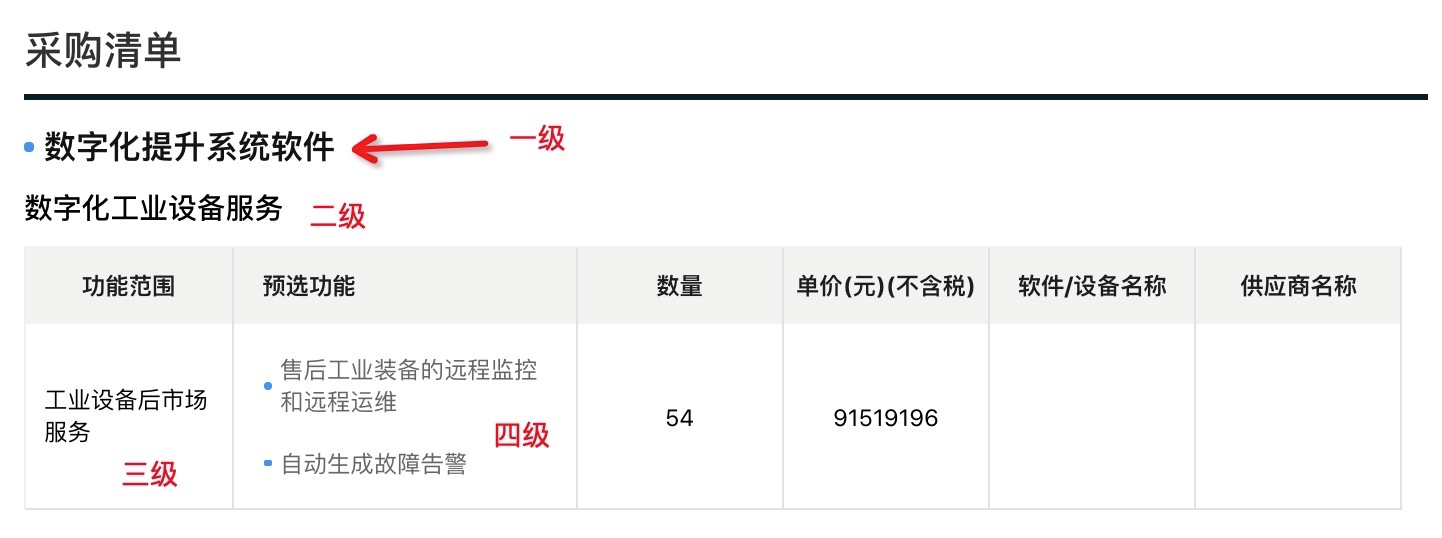 采购清单
数字化提升系统软件
一级
数字化工业设备服务
二级
功能范围
预选功能
数量
单价(元)(不含税)
软件/设备名称
供应商名称
工业设备后市场
服务
三级
售后工业装备的远程监控
和远程运维
自动生成故障告警
四级
54
91519196